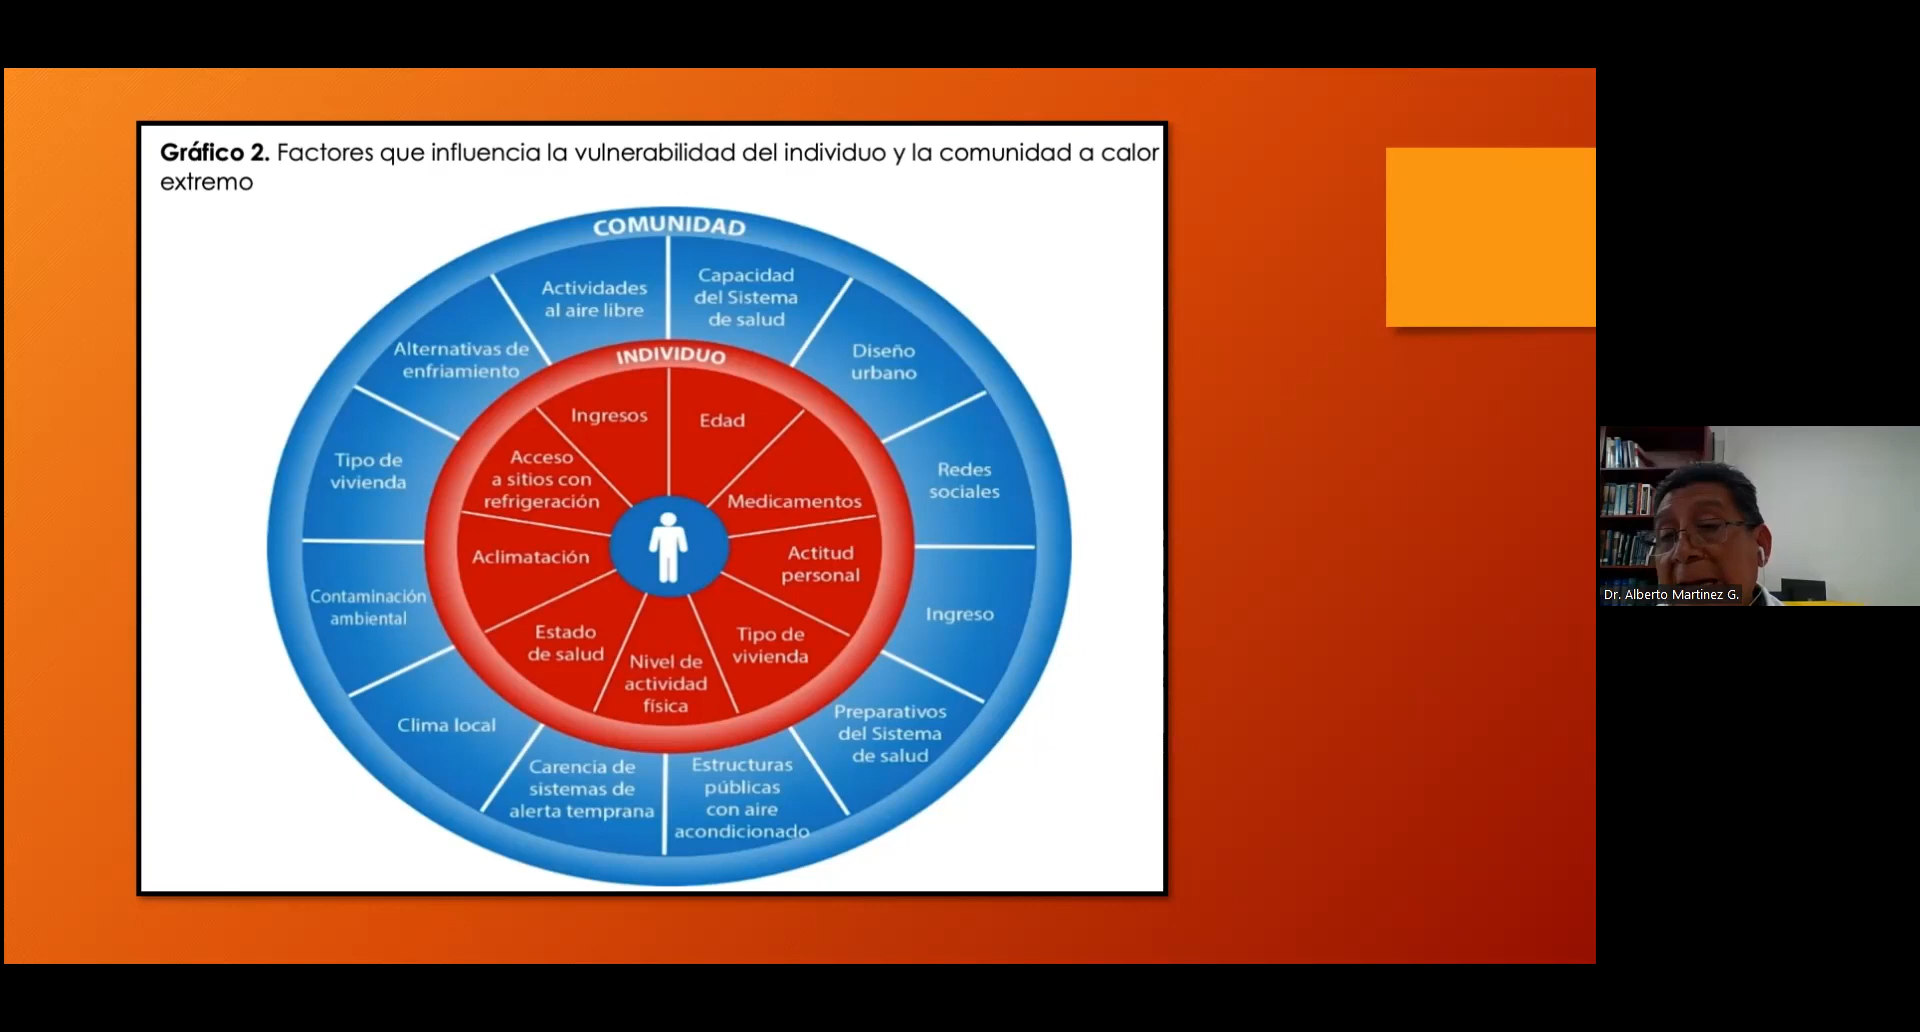 Gráfico 2. Factores que influencia la vulnerabilidad del individuo y la comunidad a calor
extremo
COMUNIDAD
Capacidad
del Sistema
de salud
Diseño
urbano
Redes
sociales
Ingreso
Preparativos
del Sistema
de salud
Estructuras
públicas
con aire
acondicionado
Carencia de
sistemas de
alerta temprana
Clima local
Contaminación
ambiental
Tipo de
vivienda
Alternativas de
enfriamiento
Actividades
al aire libre
INDIVIDUO
Edad
Medicamentos
Actitud
personal
Tipo de
vivienda
Nivel de
actividad
física
Estado
de salud
Aclimatación
Acceso
a sitios con
refrigeración
Ingresos
Dr. Alberto Martinez G.